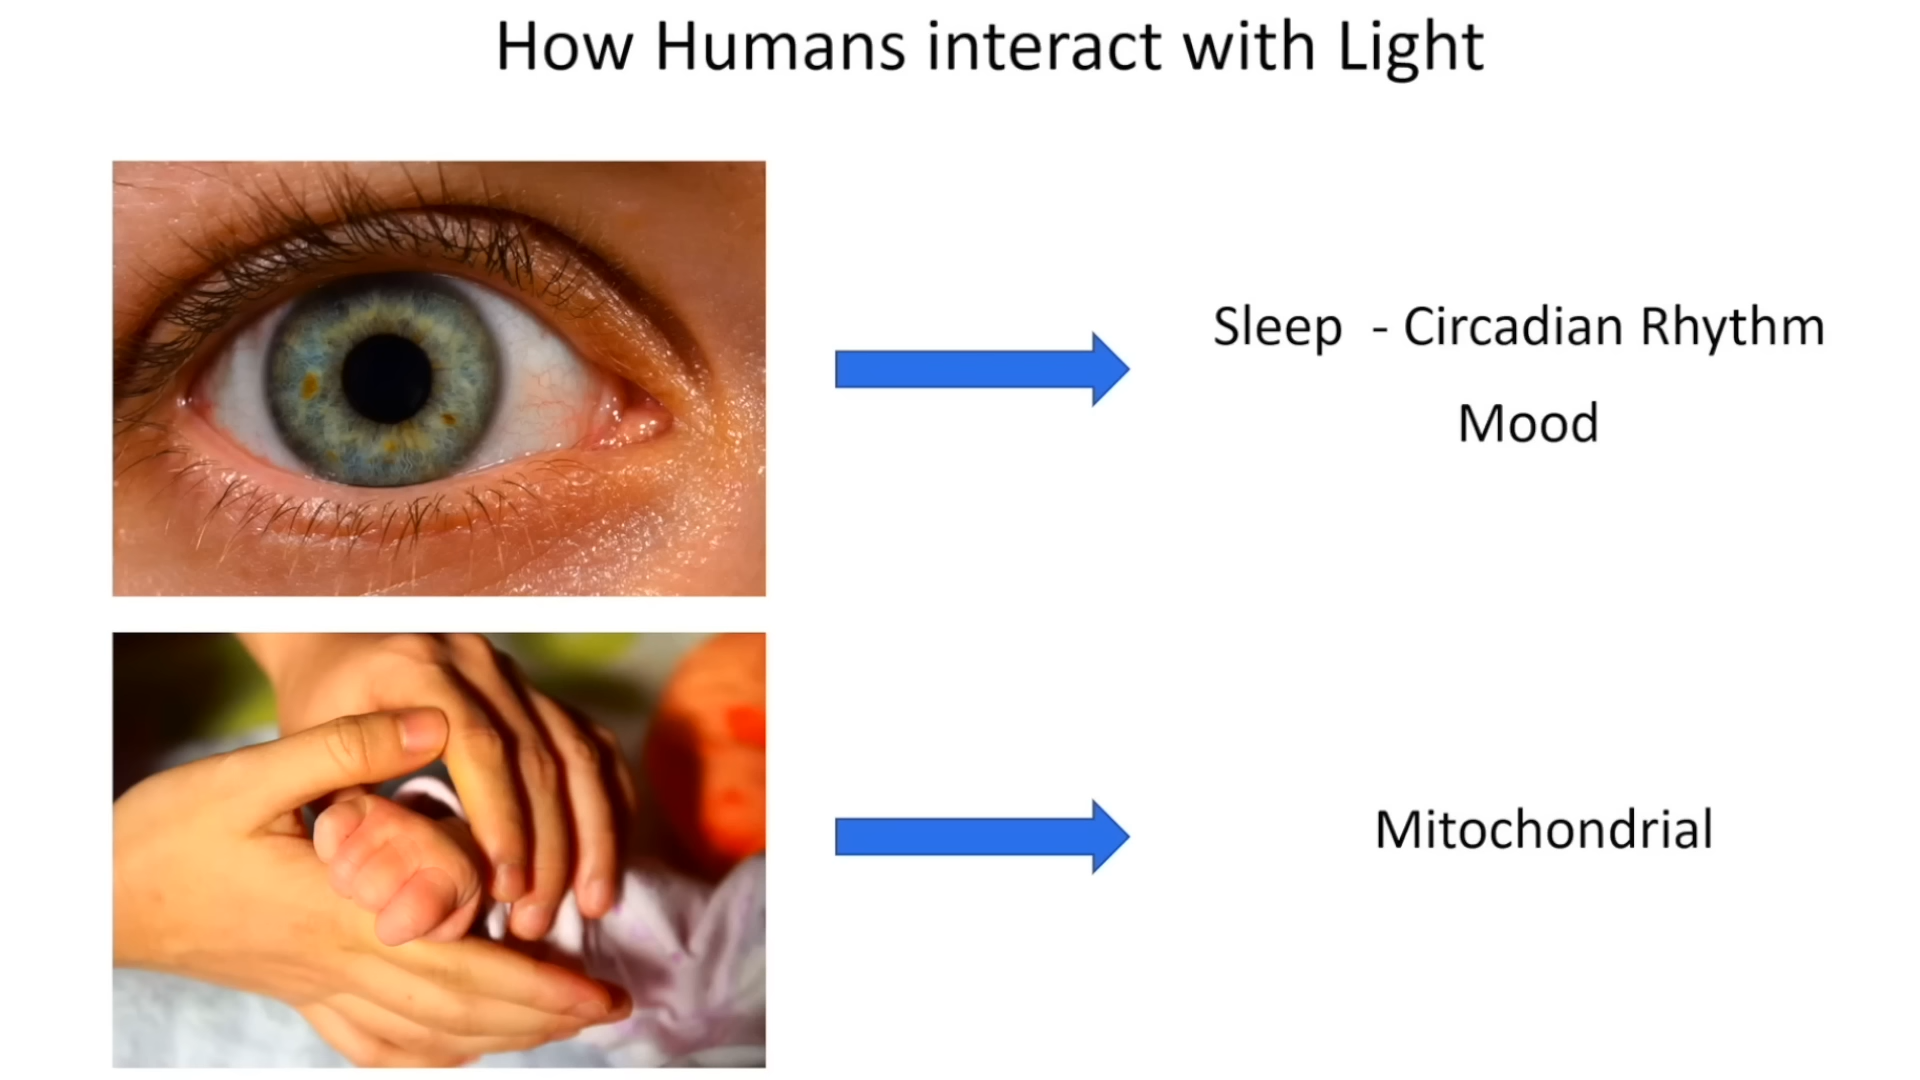 How Humans interact with Light
Sleep - Circadian Rhythm
Mood
Mitochondrial